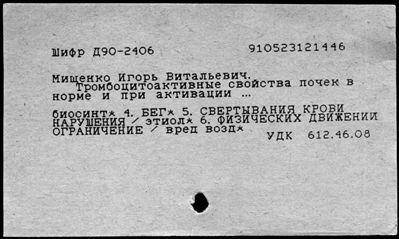 Шифр Д90-2406 910523121446
Мищенко Игорь Витальевич.
Тромбоцитоактивные свойства почек в
норме и при активации ...
биосинт* 4. БЕГ* 5. СВЕРТЫВАНИЯ КРОВИ
НАРУШЕНИЯ / этиол* 6. ФИЗИЧЕСКИХ ДВИЖЕНИИ
ОГРАНИЧЕНИЕ / вред возд*
УДК 612.46.08